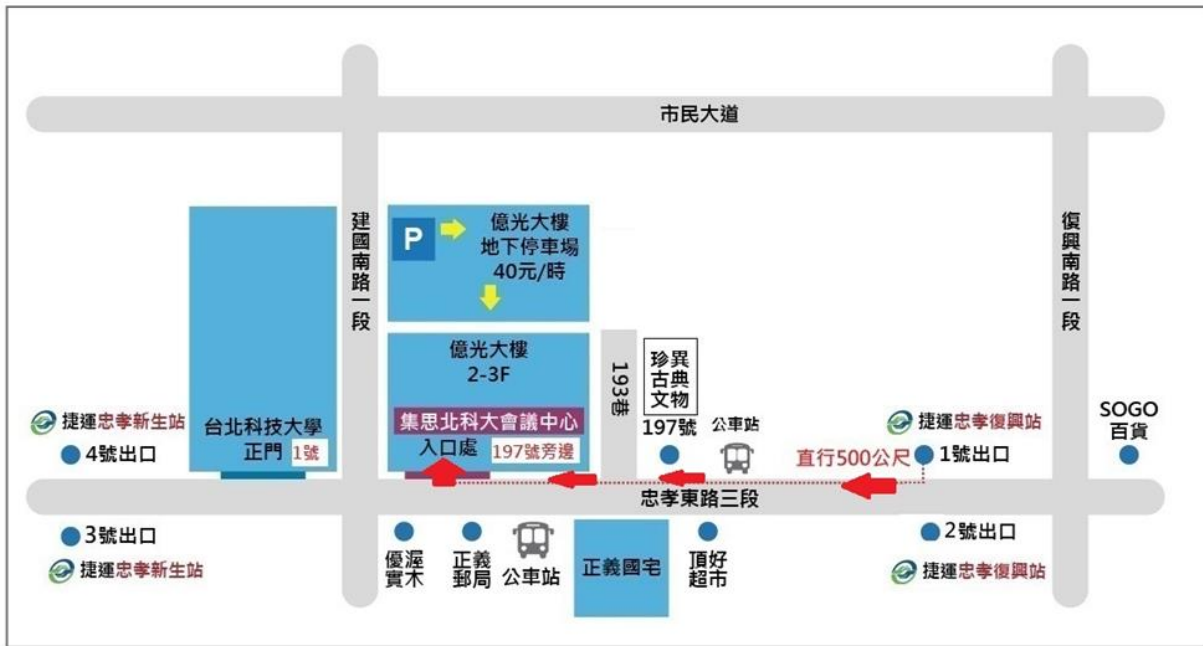 市民大道
建國南路一段
復興南路一段
P
億光大樓
地下停車場
40元/時
億光大樓
2-3F
集思北科大會議中心
入口處
197號旁邊
193巷
珍異
古典
文物
197號
公車站
捷運忠孝新生站
4號出口
台北科技大學
正門
1號
直行500公尺
捷運忠孝復興站
1號出口
SOGO
百貨
忠孝東路三段
3號出口
捷運忠孝新生站
優渥
實木
正義
郵局
公車站
正義國宅
頂好
超市
2號出口
捷運忠孝復興站